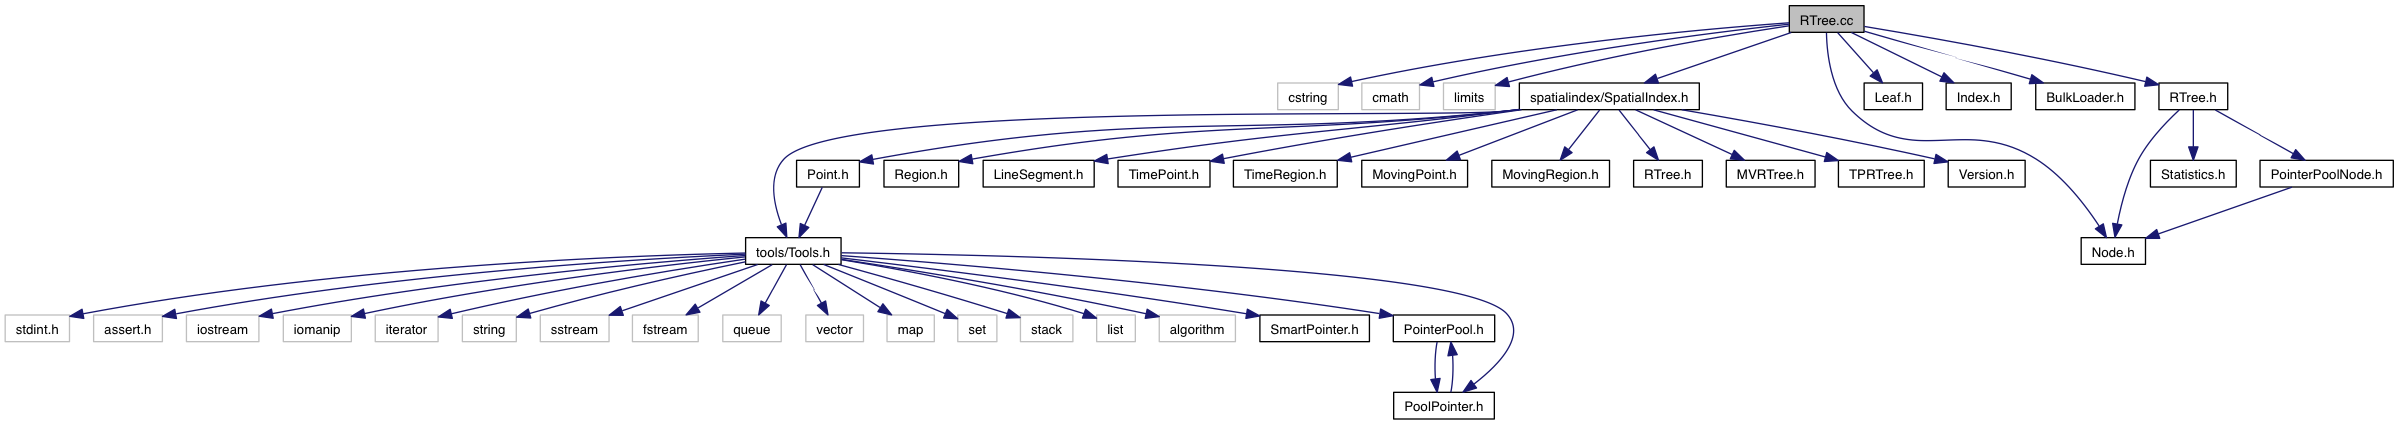 RTree.cc
cstring
cmath
limits
spatialindex/SpatialIndex.h
Leaf.h
Index.h
BulkLoader.h
RTree.h
Point.h
Region.h
LineSegment.h
TimePoint.h
TimeRegion.h
MovingPoint.h
MovingRegion.h
RTree.h
MVRTree.h
TPRTree.h
Version.h
Statistics.h
PointerPoolNode.h
tools/Tools.h
Node.h
stdint.h
assert.h
iostream
iomanip
iterator
string
sstream
fstream
queue
vector
map
set
stack
list
algorithm
SmartPointer.h
PointerPool.h
PoolPointer.h